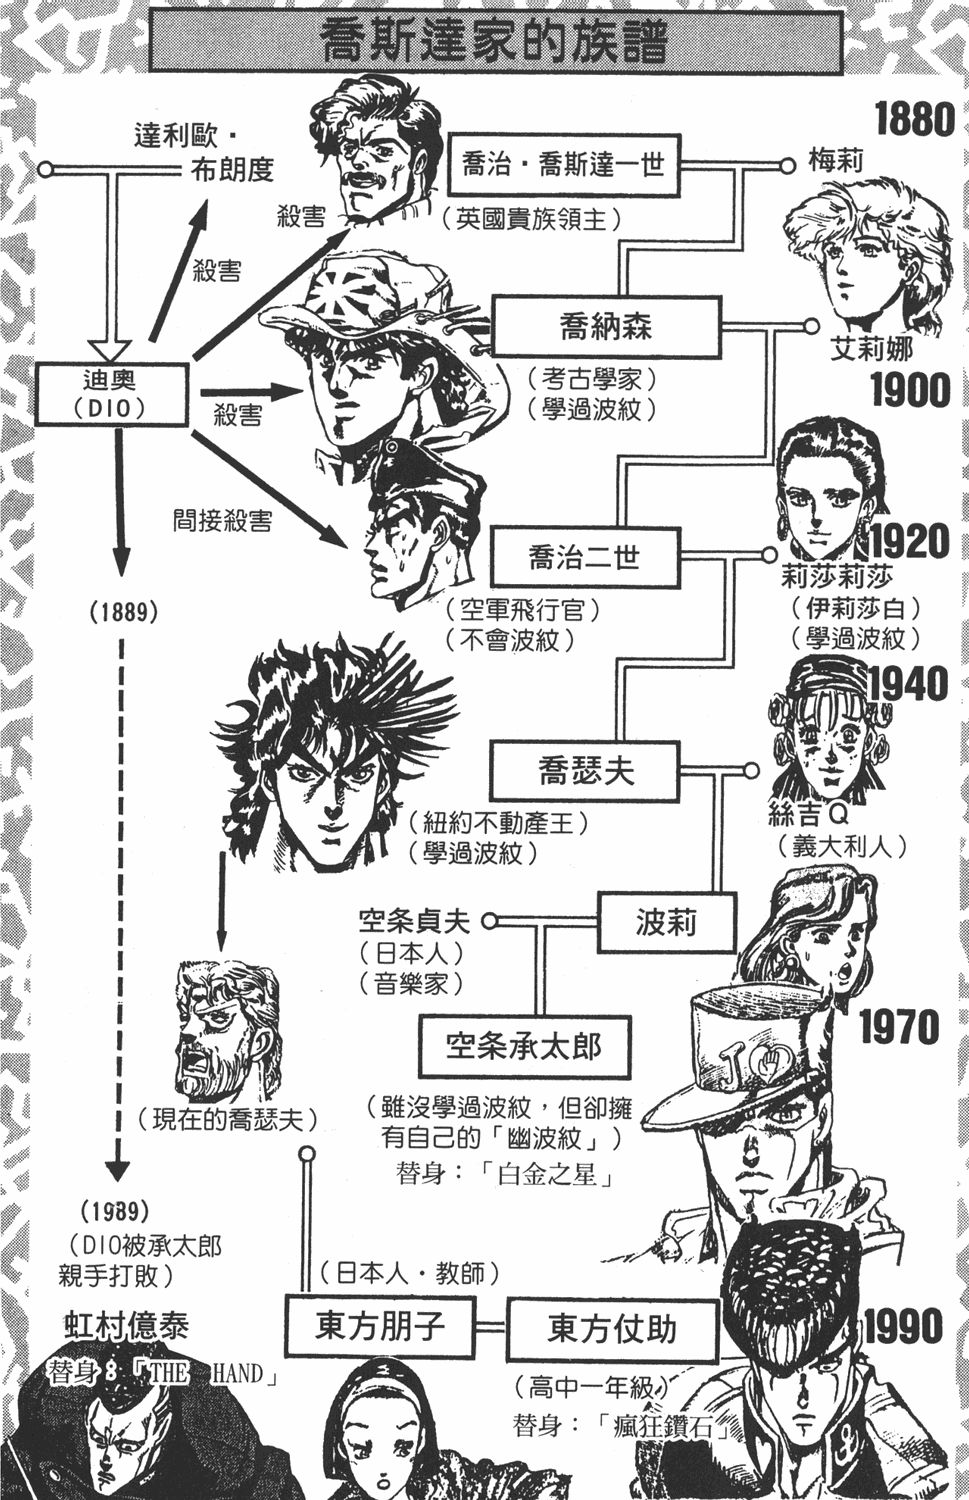 喬斯達家的族譜
1880
達利歐・
布朗度
喬治・喬斯達一世
梅莉
（英國貴族領主）
殺害
殺害
喬納森
艾莉娜
（考古學家）
（學過波紋）
1900
迪奧
（DIO）
殺害
間接殺害
1920
喬治二世
莉莎莉莎
（伊莉莎白）
（學過波紋）
（空軍飛行官）
（不會波紋）
（1889）
1940
喬瑟夫
絲吉Q
（義大利人）
（紐約不動產王）
（學過波紋）
空条貞夫
（日本人）
（音樂家）
波莉
1970
空条承太郎
（雖沒學過波紋，但卻擁
有自己的「幽波紋」）
替身：「白金之星」
（現在的喬瑟夫）
（1989）
（DIO被承太郎
親手打敗）
（日本人・教師）
東方朋子
東方仗助
1990
（高中一年級）
替身：「瘋狂鑽石」
虹村億泰
替身：「THE HAND」
J